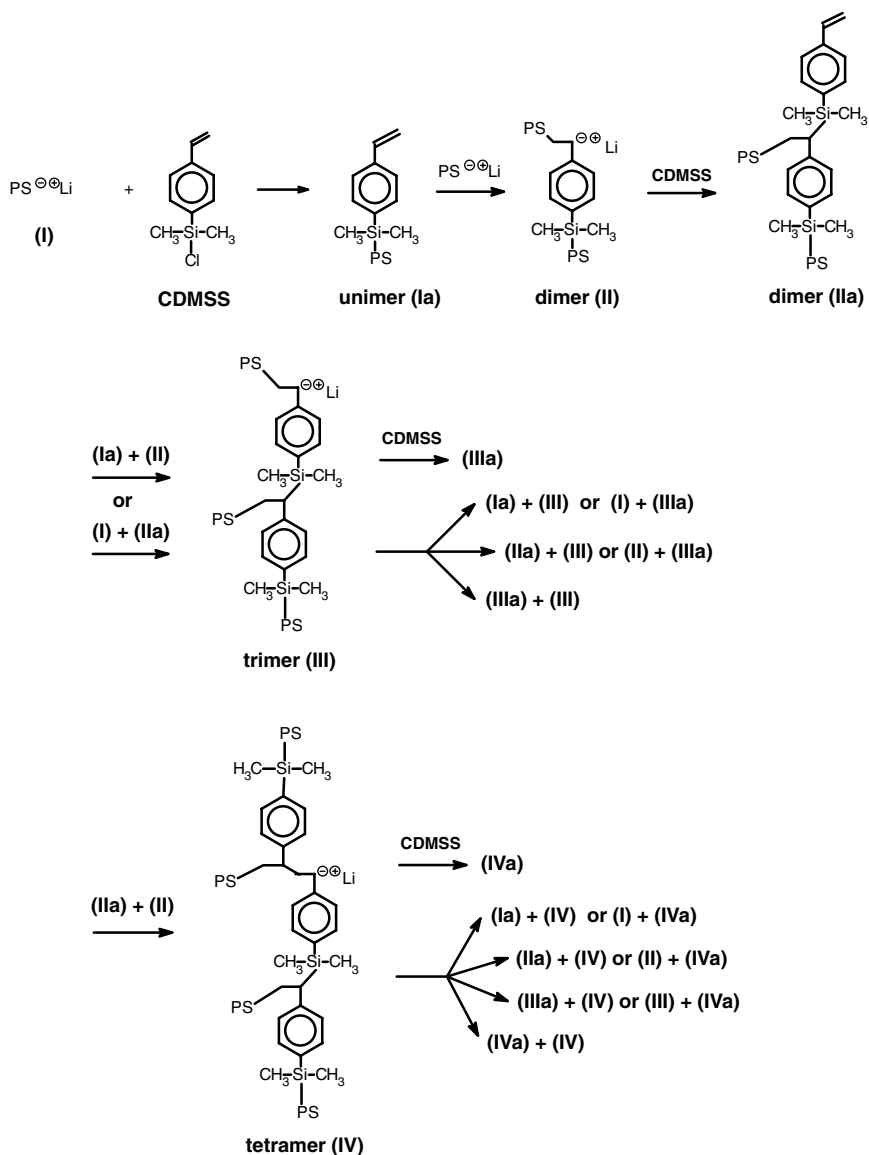 PS ⊖⊕Li
(I)
+
CH₃ Si CH₃
Cl
CDMSS
CH₃ Si CH₃
PS
unimer (Ia)
PS ⊖⊕Li
PS
⊖⊕
Li
CH₃ Si CH₃
PS
dimer (II)
CDMSS
CH₃ Si CH₃
PS
CH₃ Si CH₃
PS
dimer (IIa)
(Ia) + (II)
or
(I) + (IIa)
PS
⊖⊕
Li
CH₃ Si CH₃
PS
CH₃ Si CH₃
PS
trimer (III)
CDMSS
(IIIa)
(Ia) + (III) or (I) + (IIIa)
(IIa) + (III) or (II) + (IIIa)
(IIIa) + (III)
(IIa) + (II)
PS
H₃C Si CH₃
PS
⊖⊕
Li
CH₃ Si CH₃
PS
CH₃ Si CH₃
PS
tetramer (IV)
CDMSS
(IVa)
(Ia) + (IV) or (I) + (IVa)
(IIa) + (IV) or (II) + (IVa)
(IIIa) + (IV) or (III) + (IVa)
(IVa) + (IV)